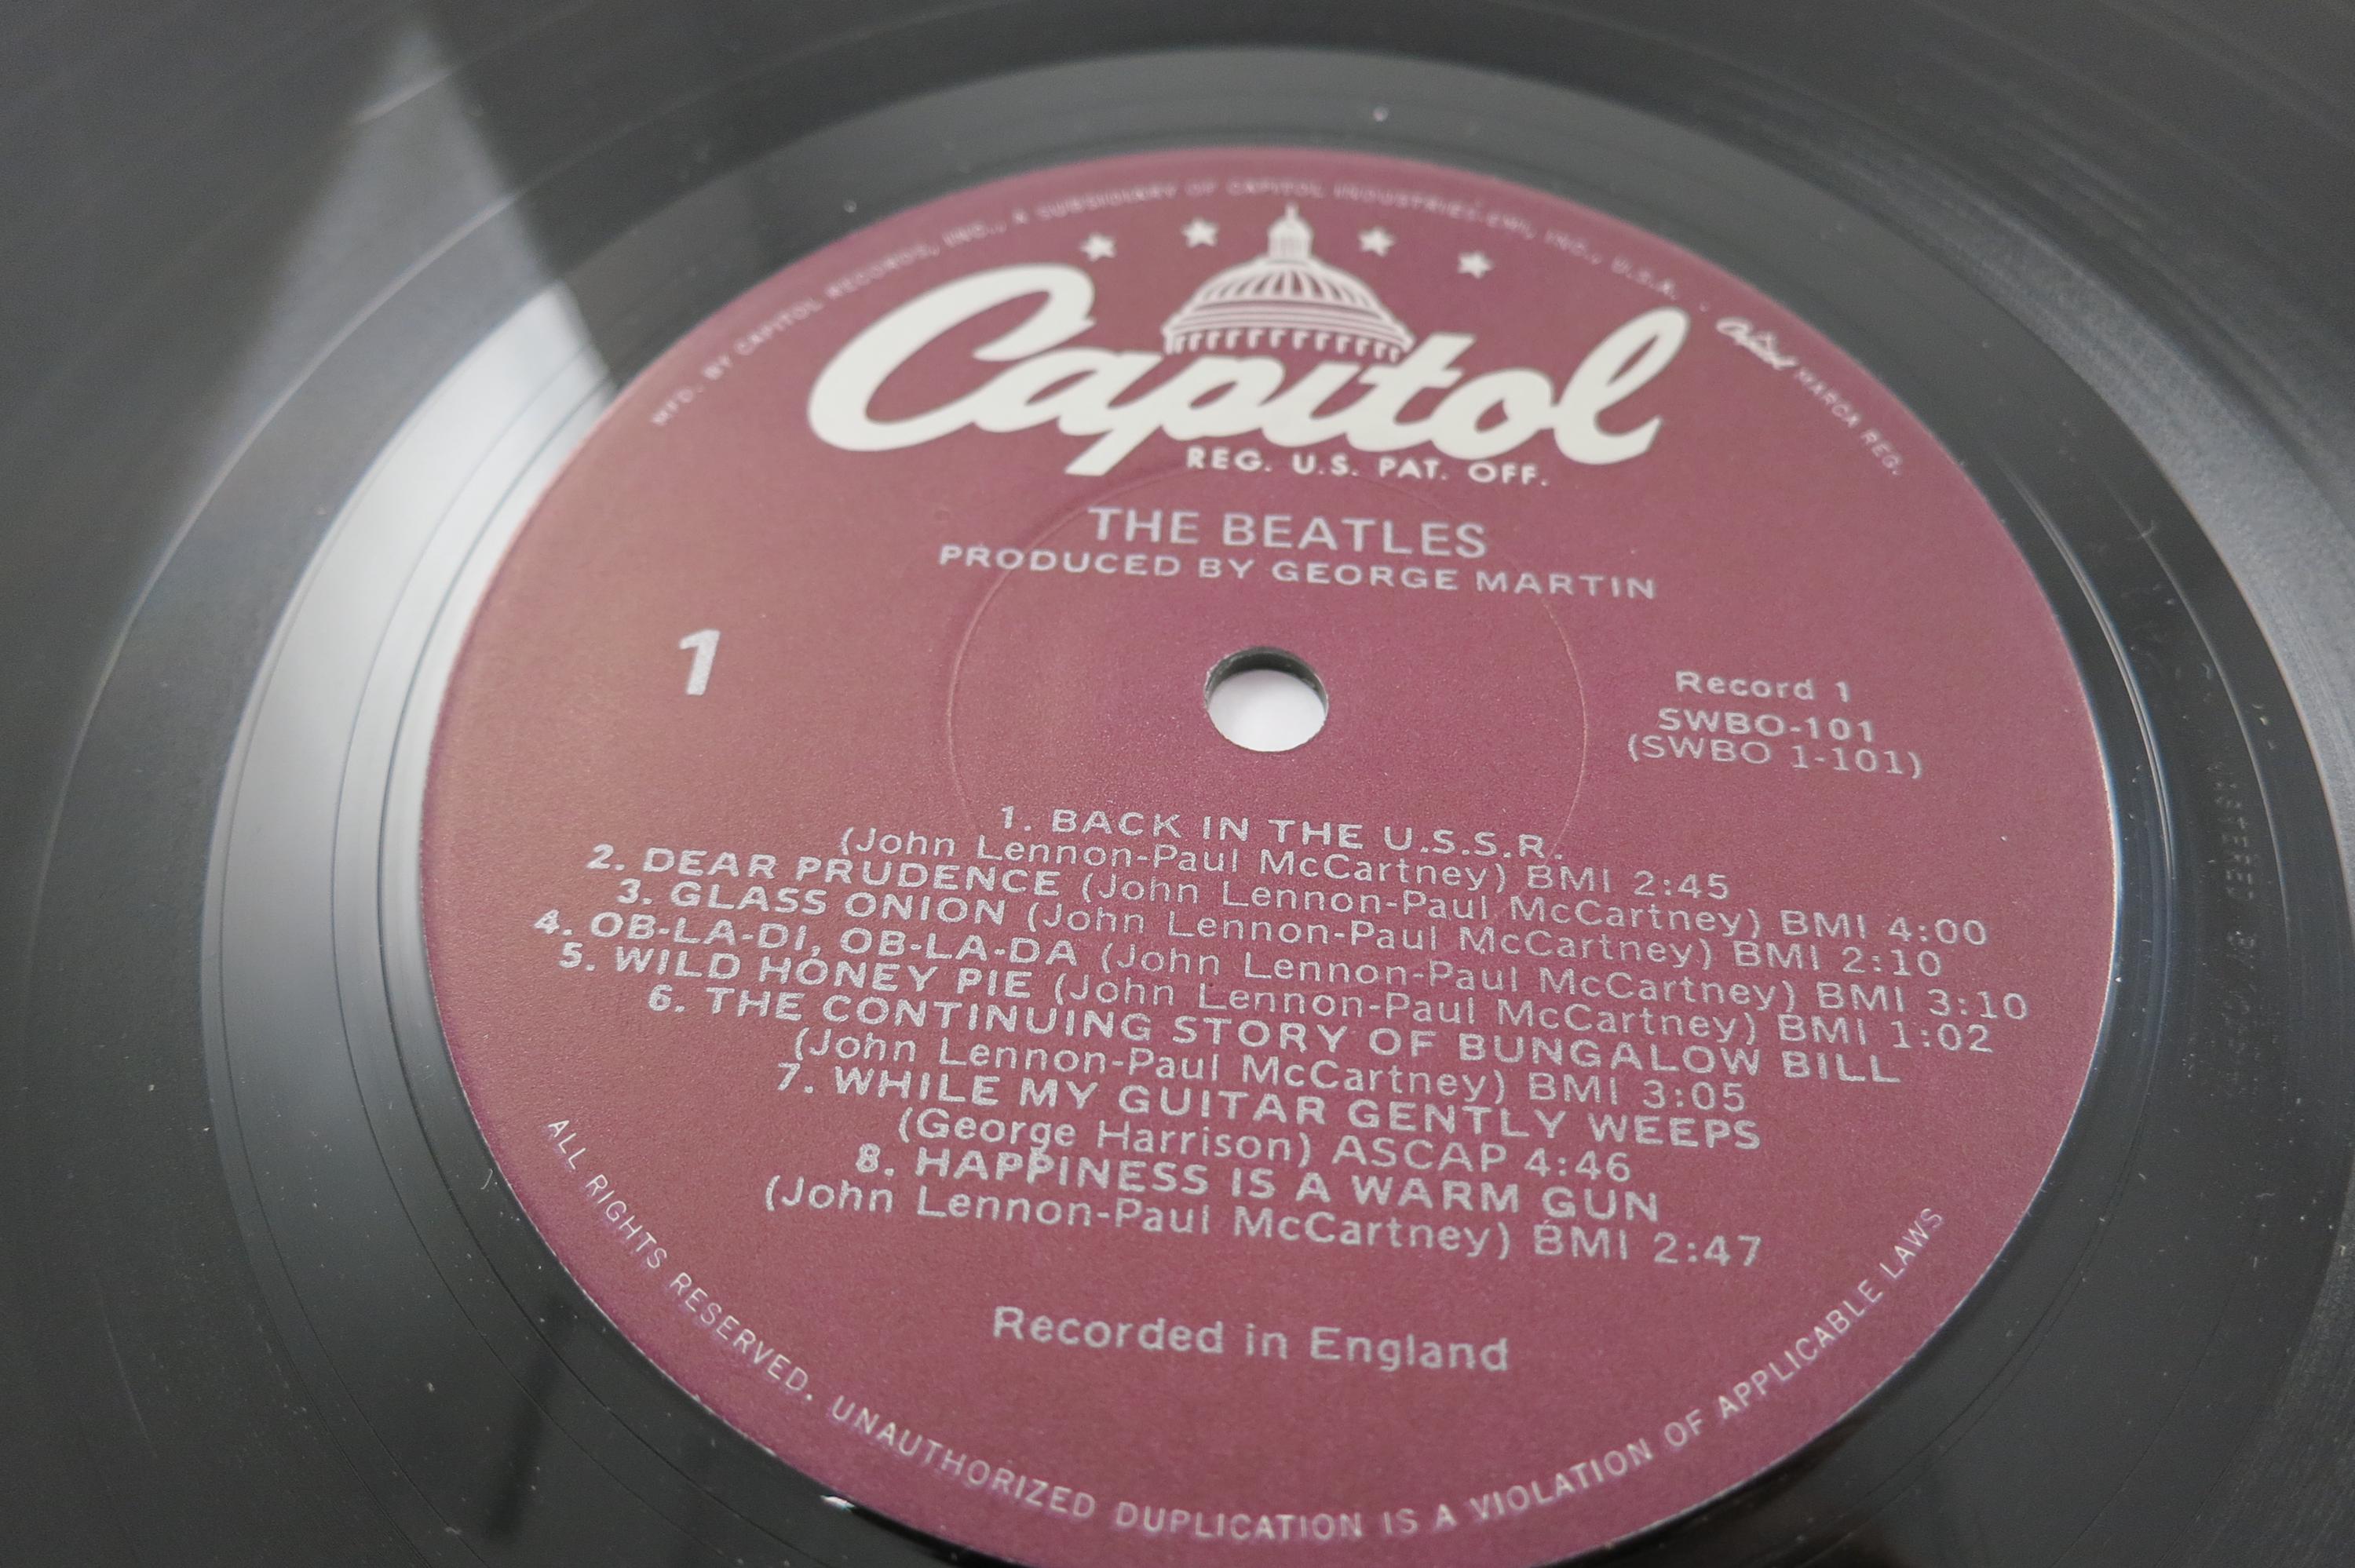 MFD. BY CAPITOL RECORDS, INC., A SUBSIDIARY OF CAPITOL INDUSTRIES-EMI, INC., U.S.A. · Capitol MARCA REG.
Capitol
REG. U.S. PAT. OFF.
THE BEATLES
PRODUCED BY GEORGE MARTIN
1
Record 1
SWBO-101
(SWBO 1-101)
1. BACK IN THE U.S.S.R.
(John Lennon-Paul McCartney) BMI 2:45
2. DEAR PRUDENCE (John Lennon-Paul McCartney) BMI 4:00
3. GLASS ONION (John Lennon-Paul McCartney) BMI 2:10
4. OB-LA-DI, OB-LA-DA (John Lennon-Paul McCartney) BMI 3:10
5. WILD HONEY PIE (John Lennon-Paul McCartney) BMI 1:02
6. THE CONTINUING STORY OF BUNGALOW BILL
(John Lennon-Paul McCartney) BMI 3:05
7. WHILE MY GUITAR GENTLY WEEPS
(George Harrison) ASCAP 4:46
8. HAPPINESS IS A WARM GUN
(John Lennon-Paul McCartney) BMI 2:47
Recorded in England
ALL RIGHTS RESERVED. UNAUTHORIZED DUPLICATION IS A VIOLATION OF APPLICABLE LAWS